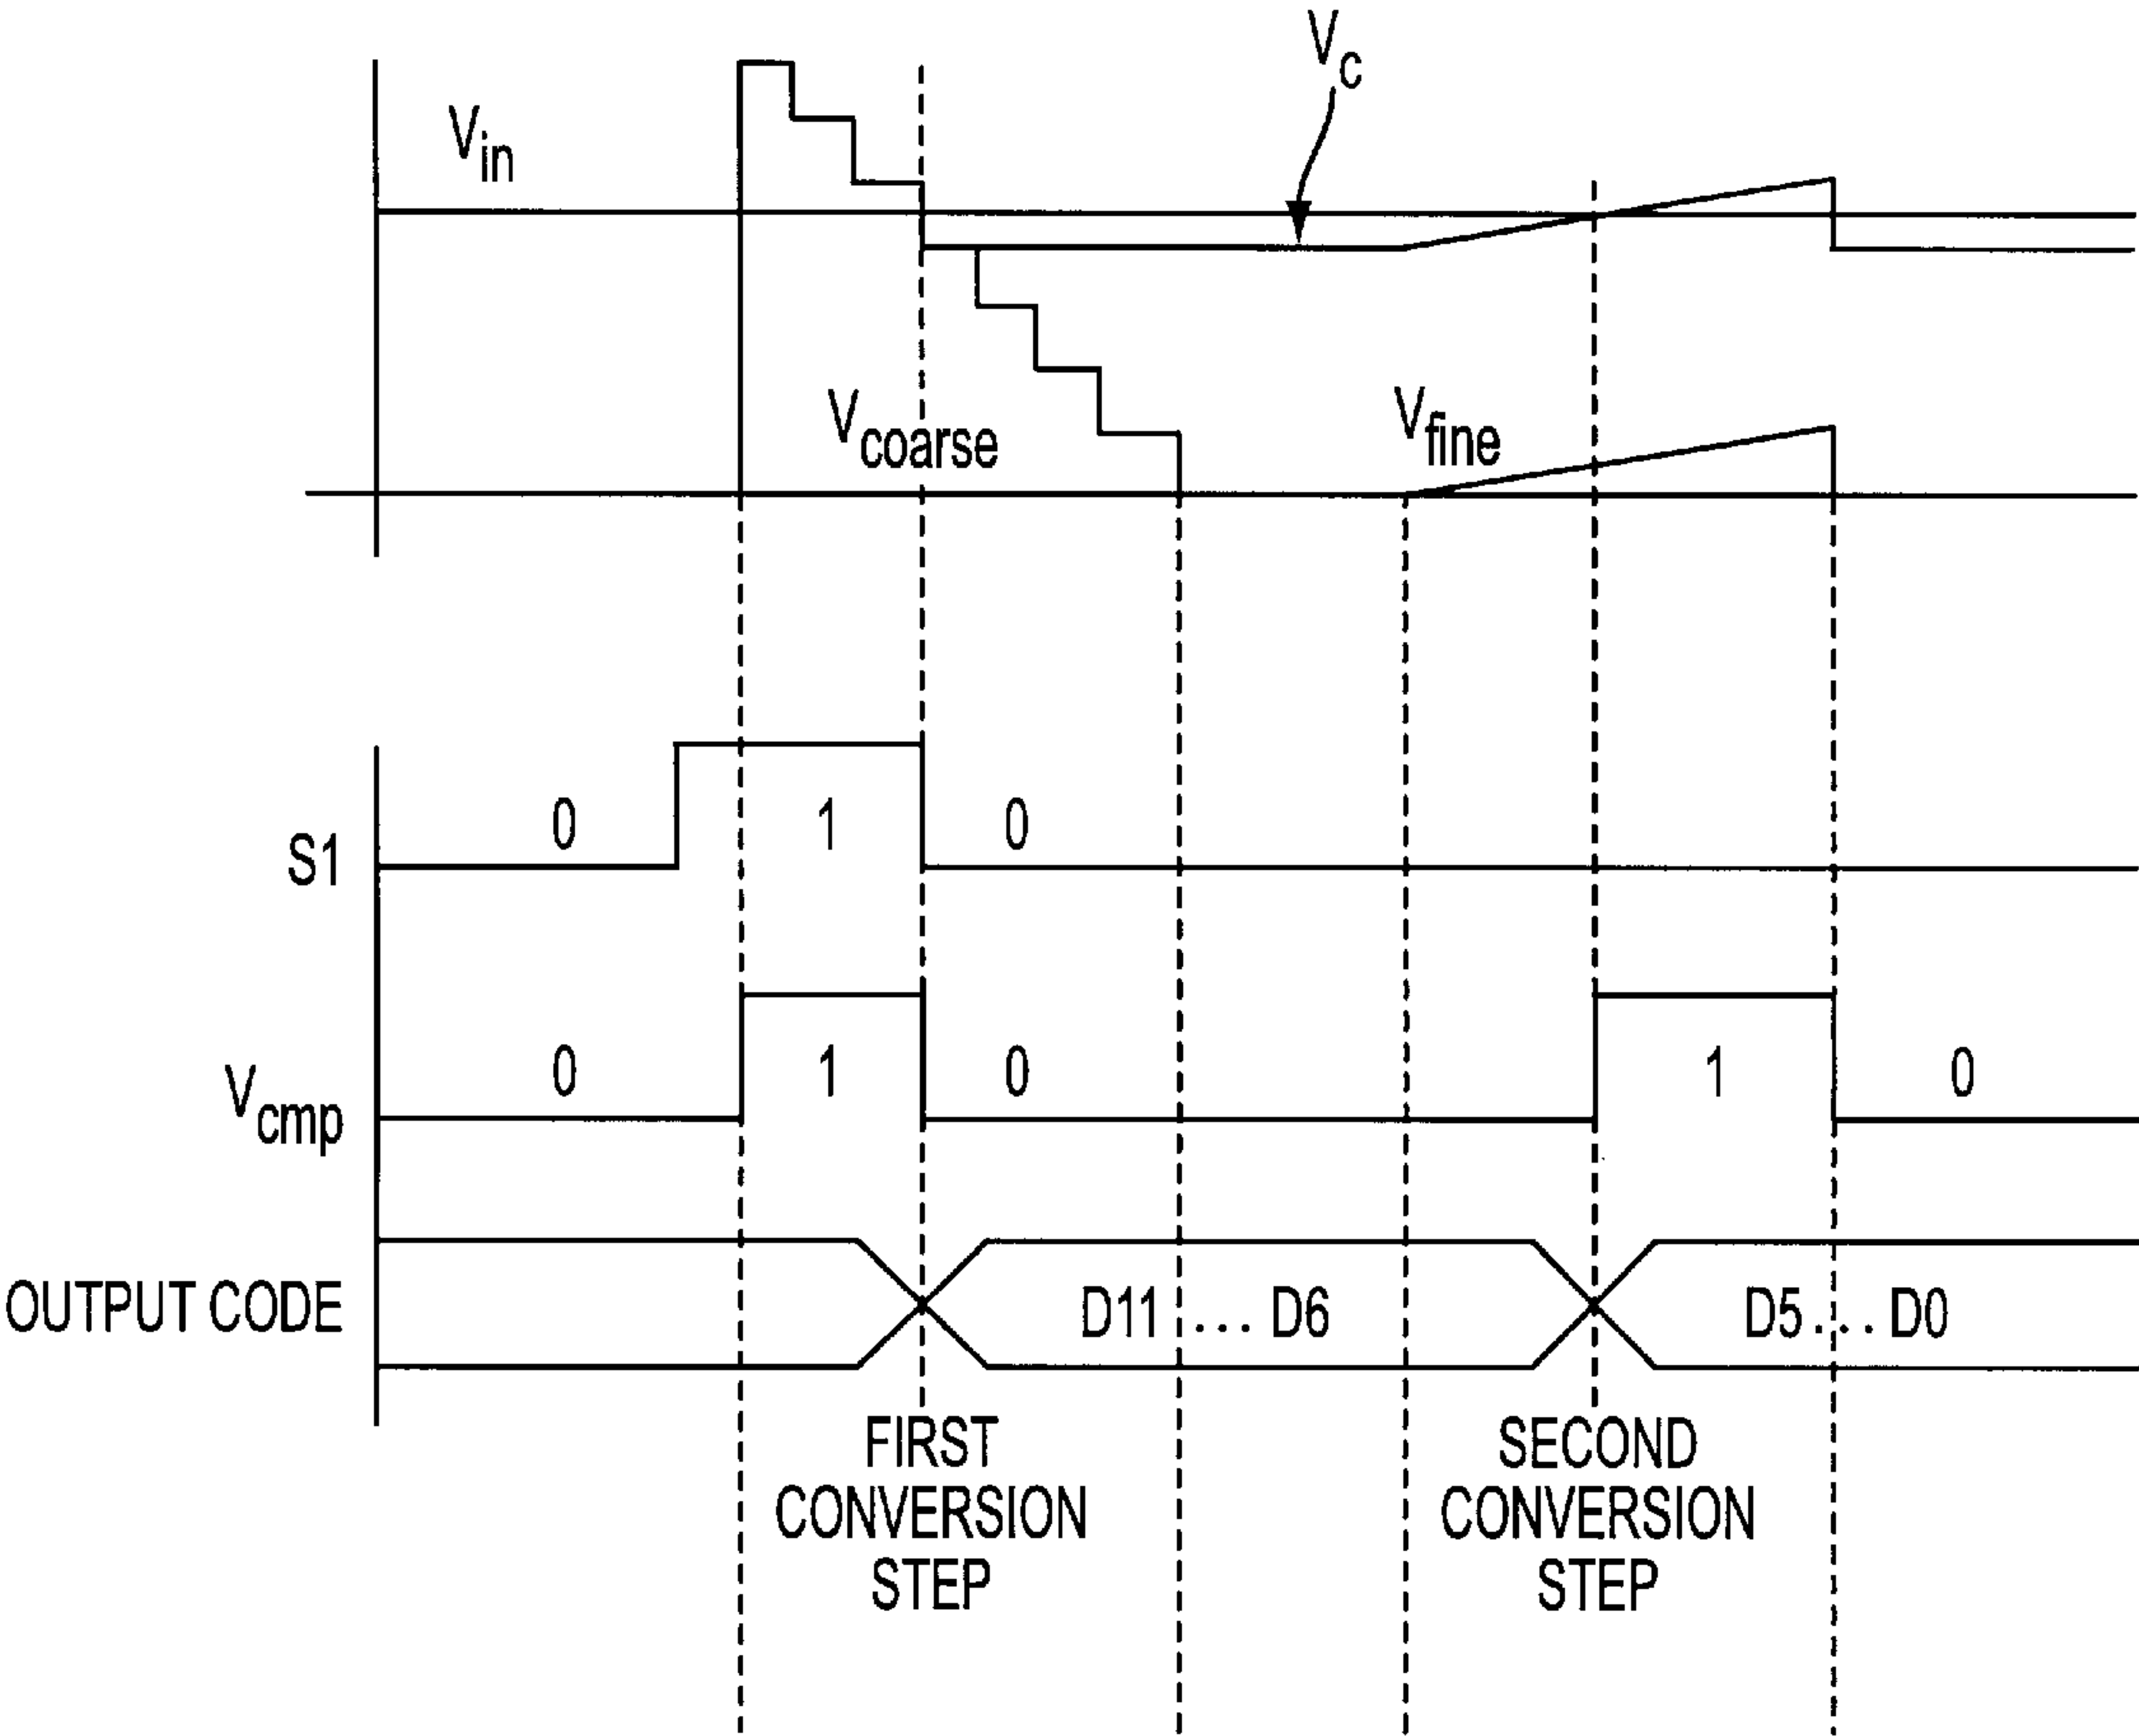 Vc
Vin
Vcoarse
Vfine
S1 0 1 0
Vcmp 0 1 0 1 0
OUTPUT CODE D11 ... D6 D5 ... D0
FIRST
CONVERSION
STEP
SECOND
CONVERSION
STEP